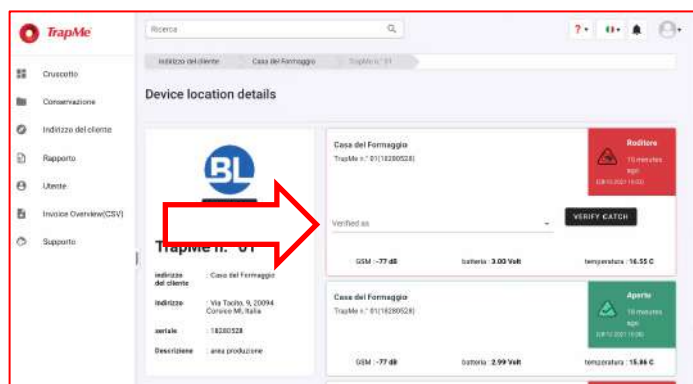 TrapMe
Ricerca
?
Indirizzo del cliente
Casa del Formaggio
TrapMe n.° 01
Cruscotto
Conservazione
Indirizzo del cliente
Rapporto
Utente
Invoice Overview(CSV)
Supporto
Device location details
BL
TrapMe n.° 01
indirizzo del cliente : Casa del Formaggio
Indirizzo : Via Tacito, 9, 20094
Corsico MI, Italia
seriale : 18280528
Descrizione : area produzione
Casa del Formaggio
TrapMe n.° 01(18280528)
Verified as
VERIFY CATCH
Roditore
15 minutes
ago
GSM : -77 dB
batteria : 3.00 Volt
temperatura : 16.55 C
Casa del Formaggio
TrapMe n.° 01(18280528)
Aperto
ago
GSM : -77 dB
batteria : 2.99 Volt
temperatura : 15.86 C